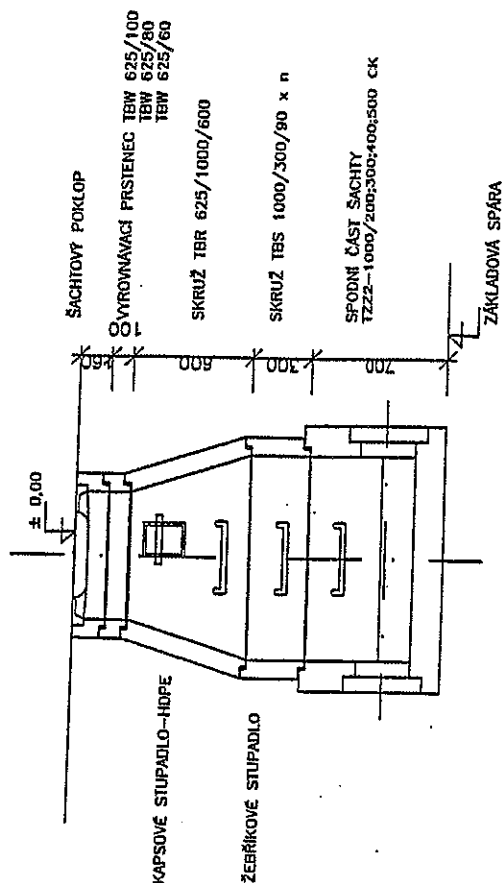 ŠACHTOVÝ POKLOP
VYROVNÁVACÍ PRSTENEC TBW 625/100
TBW 625/80
TBW 625/60
SKRUŽ TBR 625/1000/600
SKRUŽ TBS 1000/300/90 x n
SPODNÍ ČÁST ŠACHTY
TZZ2-1000/200;300;400;500 CK
ZÁKLADOVÁ SPÁRA
160
100
600
300
700
± 0,00
KAPSOVÉ STUPADLO-HDPE
ŽEBŘÍKOVÉ STUPADLO